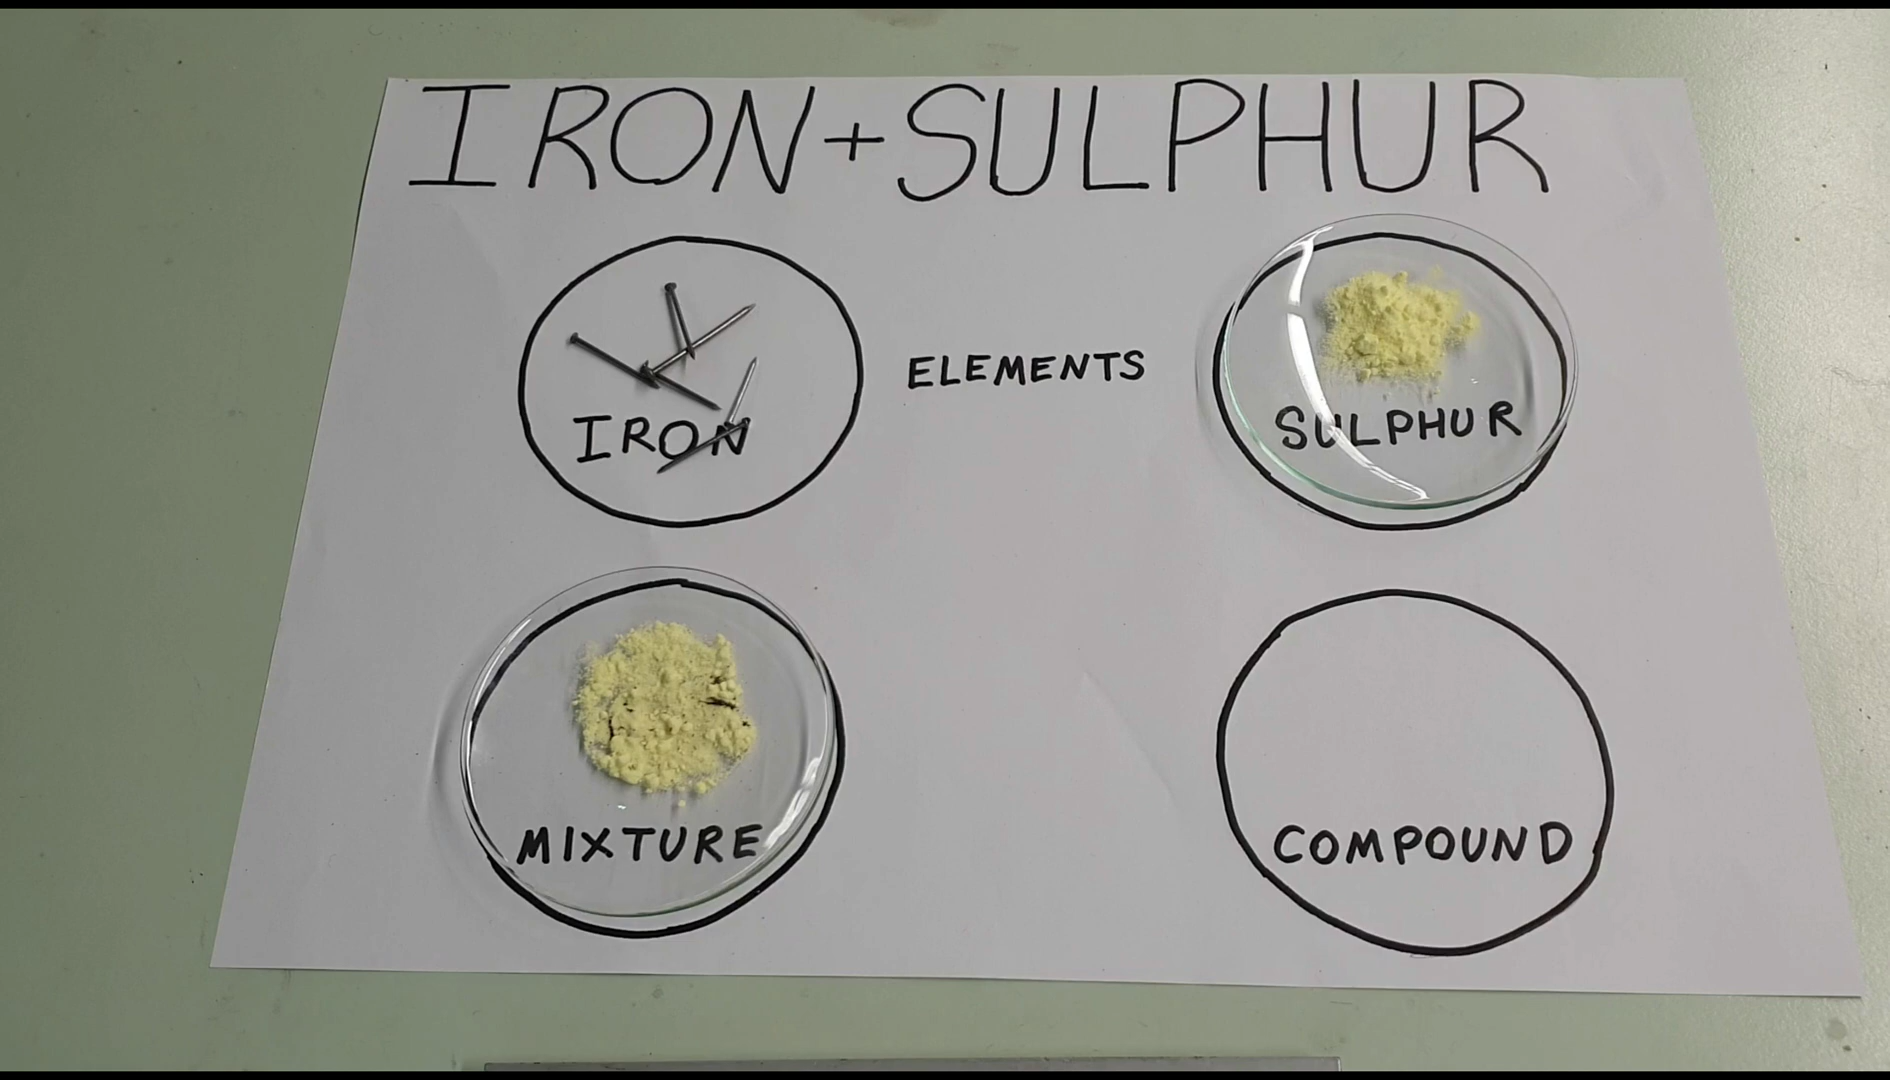 IRON+SULPHUR
IRON
ELEMENTS
SULPHUR
MIXTURE
COMPOUND